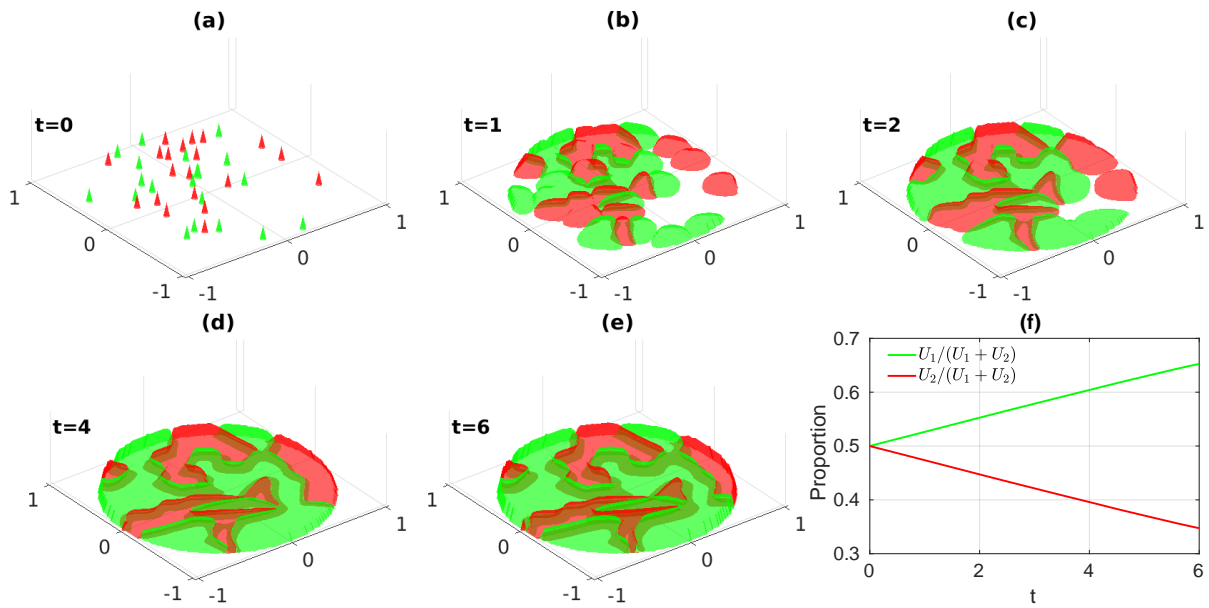 (a)
t=0
1
0
-1
-1
0
1
(b)
t=1
1
0
-1
-1
0
1
(c)
t=2
1
0
-1
-1
0
1
(d)
t=4
1
0
-1
-1
0
1
(e)
t=6
1
0
-1
-1
0
1
(f)
U₁/(U₁ + U₂)
U₂/(U₁ + U₂)
Proportion
0.7
0.6
0.5
0.4
0.3
0 2 4 6
t